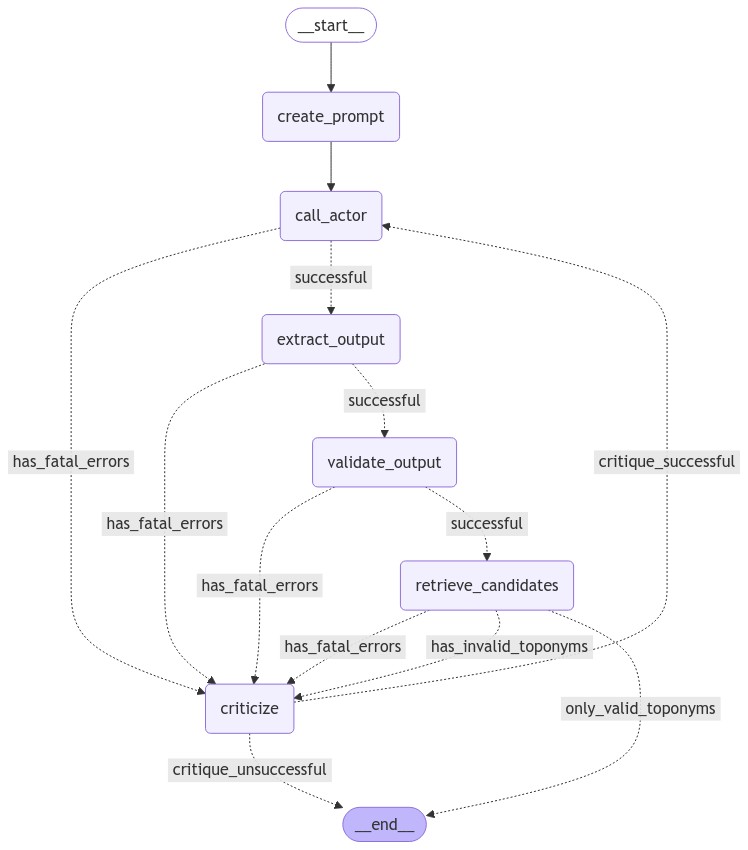 __start__
create_prompt
call_actor
successful
extract_output
successful
has_fatal_errors
validate_output
critique_successful
has_fatal_errors
successful
has_fatal_errors
retrieve_candidates
has_fatal_errors
has_invalid_toponyms
criticize
only_valid_toponyms
critique_unsuccessful
__end__